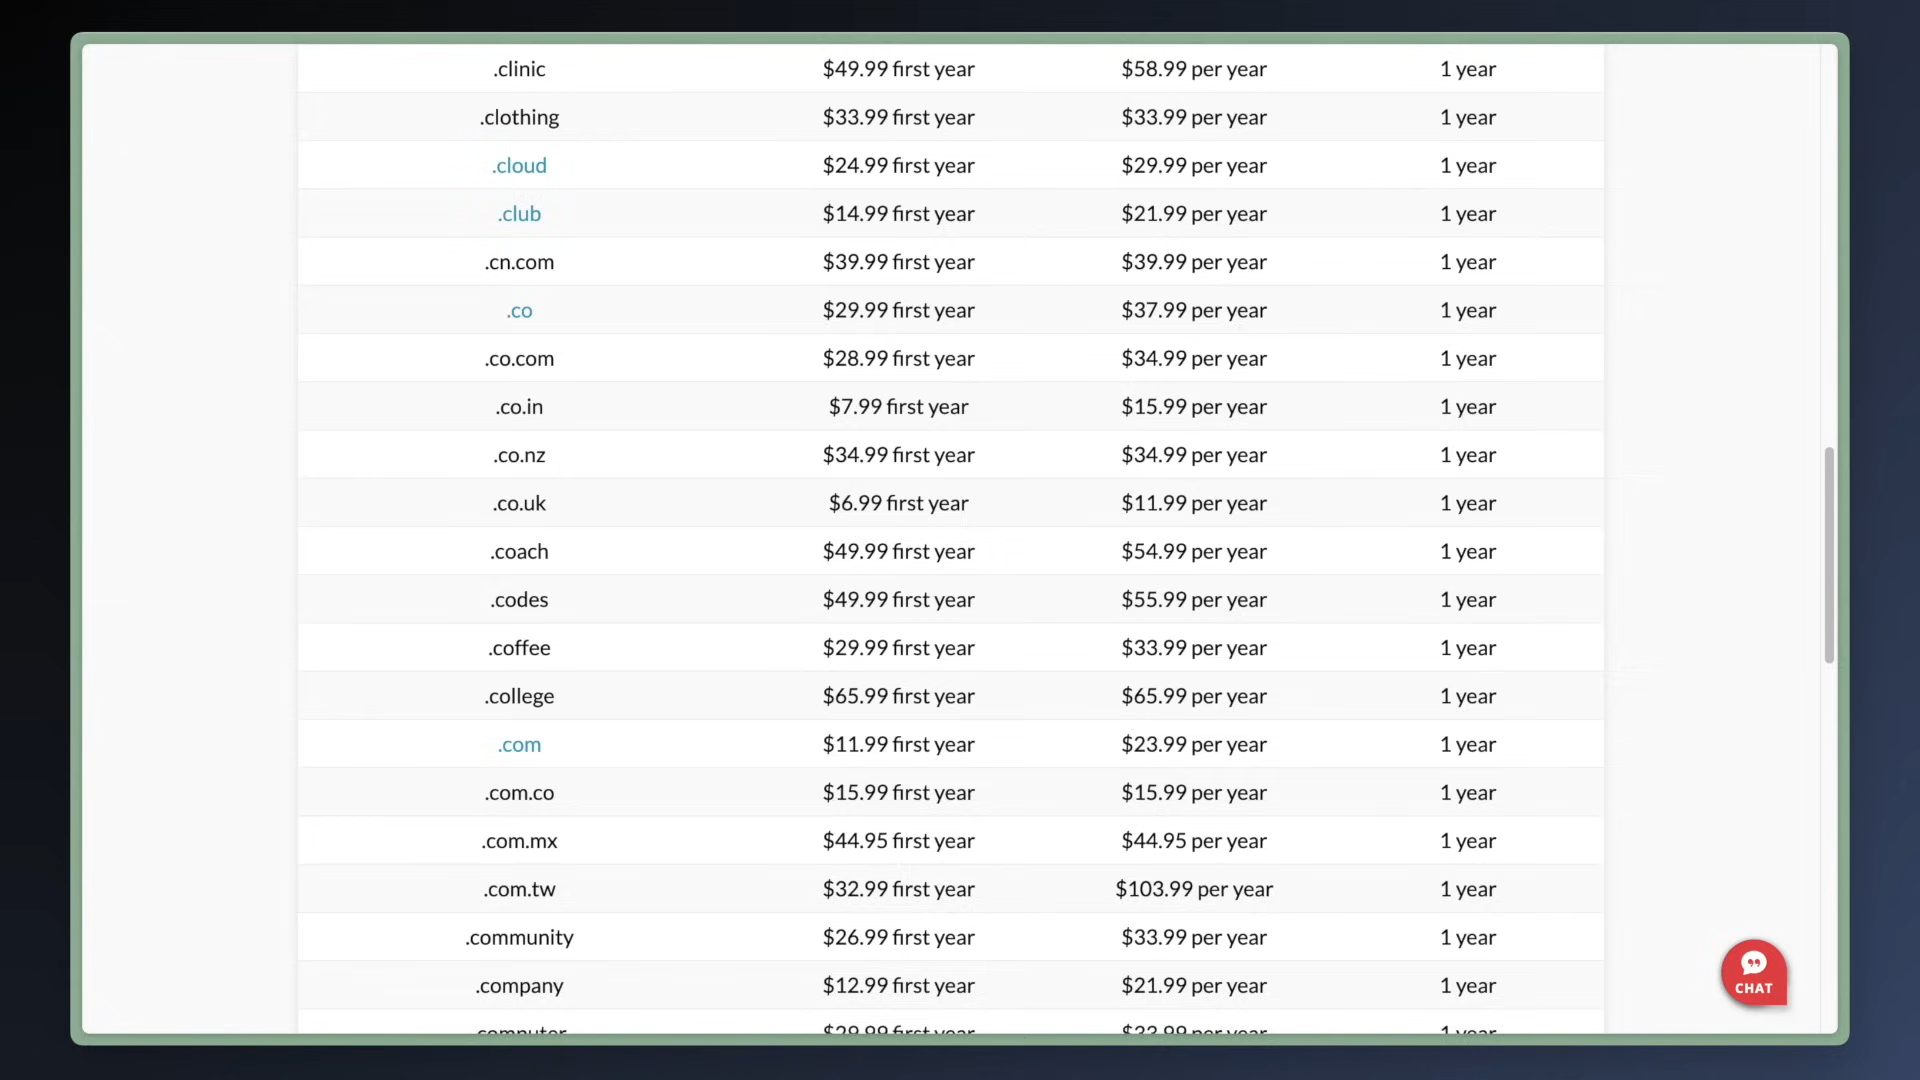 .clinic $49.99 first year $58.99 per year 1 year
.clothing $33.99 first year $33.99 per year 1 year
.cloud $24.99 first year $29.99 per year 1 year
.club $14.99 first year $21.99 per year 1 year
.cn.com $39.99 first year $39.99 per year 1 year
.co $29.99 first year $37.99 per year 1 year
.co.com $28.99 first year $34.99 per year 1 year
.co.in $7.99 first year $15.99 per year 1 year
.co.nz $34.99 first year $34.99 per year 1 year
.co.uk $6.99 first year $11.99 per year 1 year
.coach $49.99 first year $54.99 per year 1 year
.codes $49.99 first year $55.99 per year 1 year
.coffee $29.99 first year $33.99 per year 1 year
.college $65.99 first year $65.99 per year 1 year
.com $11.99 first year $23.99 per year 1 year
.com.co $15.99 first year $15.99 per year 1 year
.com.mx $44.95 first year $44.95 per year 1 year
.com.tw $32.99 first year $103.99 per year 1 year
.community $26.99 first year $33.99 per year 1 year
.company $12.99 first year $21.99 per year 1 year
.computer $29.99 first year $33.99 per year 1 year
CHAT